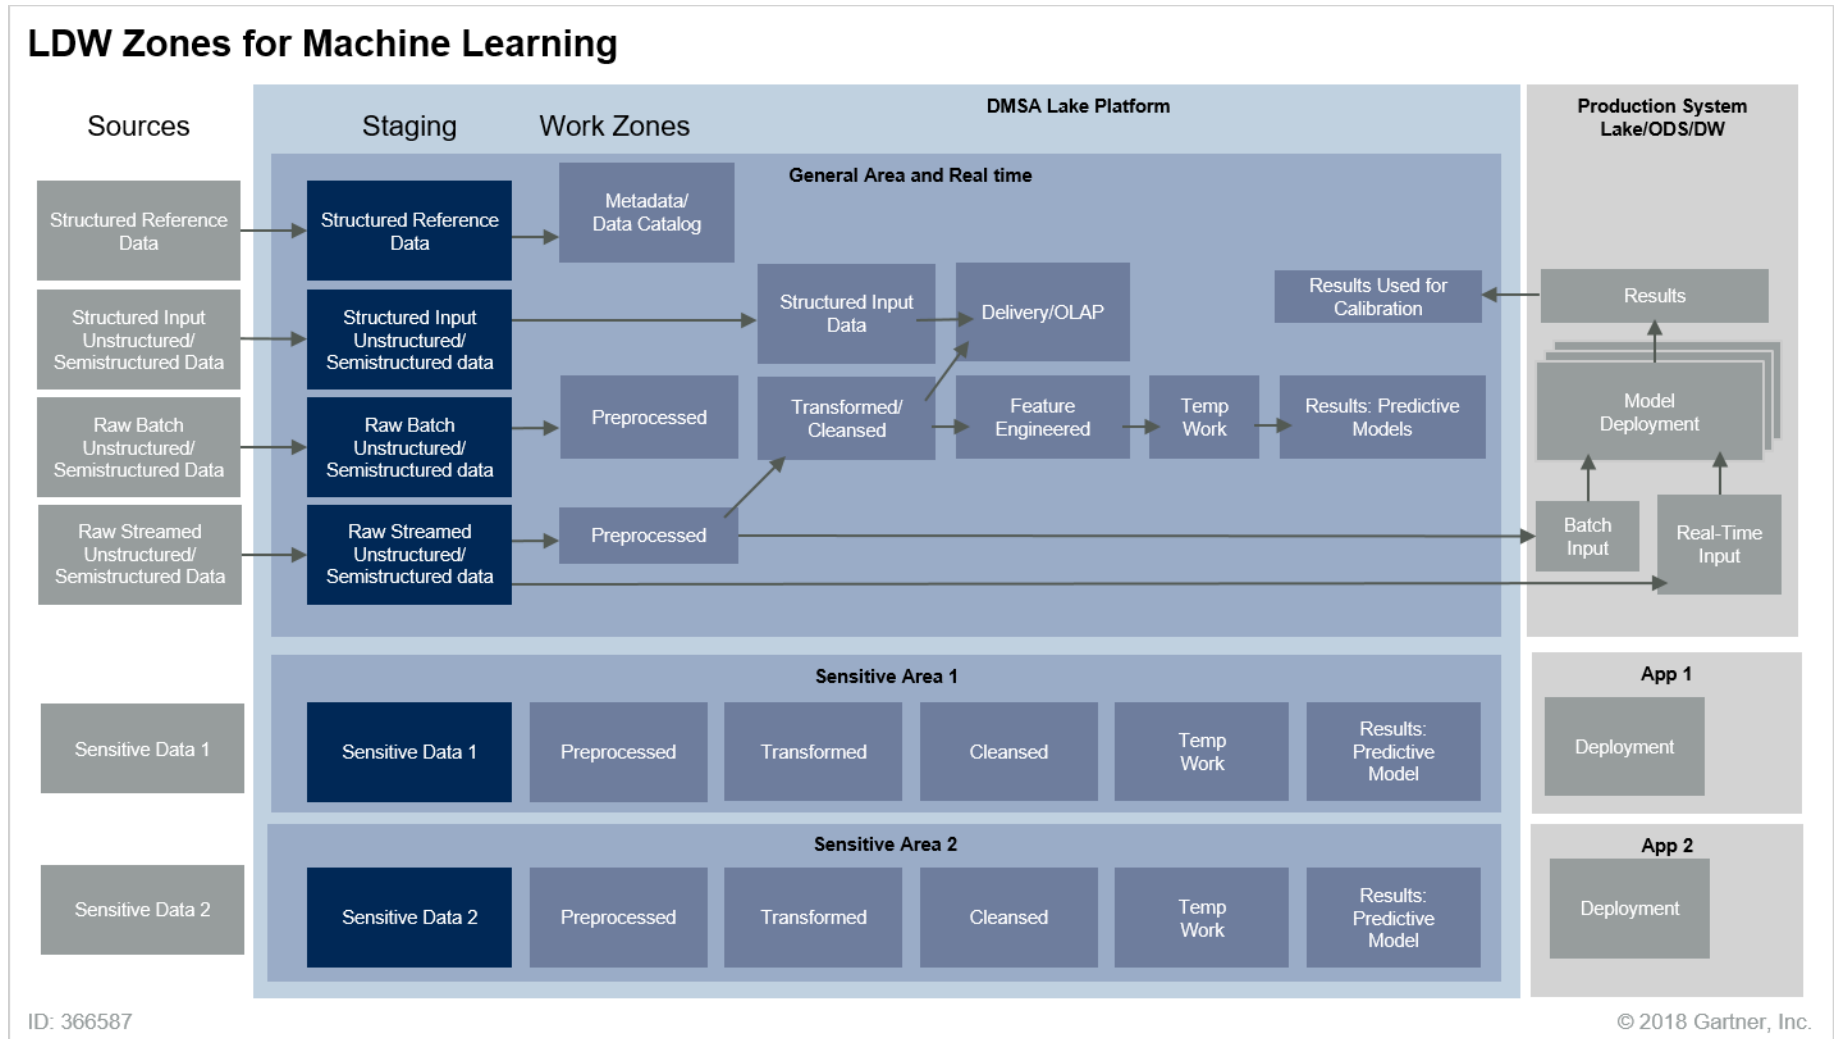 LDW Zones for Machine Learning
Sources
Staging
Work Zones
DMSA Lake Platform
Production System
Lake/ODS/DW
General Area and Real time
Structured Reference
Data
Structured Reference
Data
Metadata/
Data Catalog
Structured Input
Unstructured/
Semistructured Data
Structured Input
Unstructured/
Semistructured data
Structured Input
Data
Delivery/OLAP
Results Used for
Calibration
Results
Raw Batch
Unstructured/
Semistructured Data
Raw Batch
Unstructured/
Semistructured data
Preprocessed
Transformed/
Cleansed
Feature
Engineered
Temp
Work
Results: Predictive
Models
Model
Deployment
Raw Streamed
Unstructured/
Semistructured Data
Raw Streamed
Unstructured/
Semistructured data
Preprocessed
Batch
Input
Real-Time
Input
Sensitive Area 1
App 1
Sensitive Data 1
Sensitive Data 1
Preprocessed
Transformed
Cleansed
Temp
Work
Results:
Predictive
Model
Deployment
Sensitive Area 2
App 2
Sensitive Data 2
Sensitive Data 2
Preprocessed
Transformed
Cleansed
Temp
Work
Results:
Predictive
Model
Deployment
ID: 366587
© 2018 Gartner, Inc.